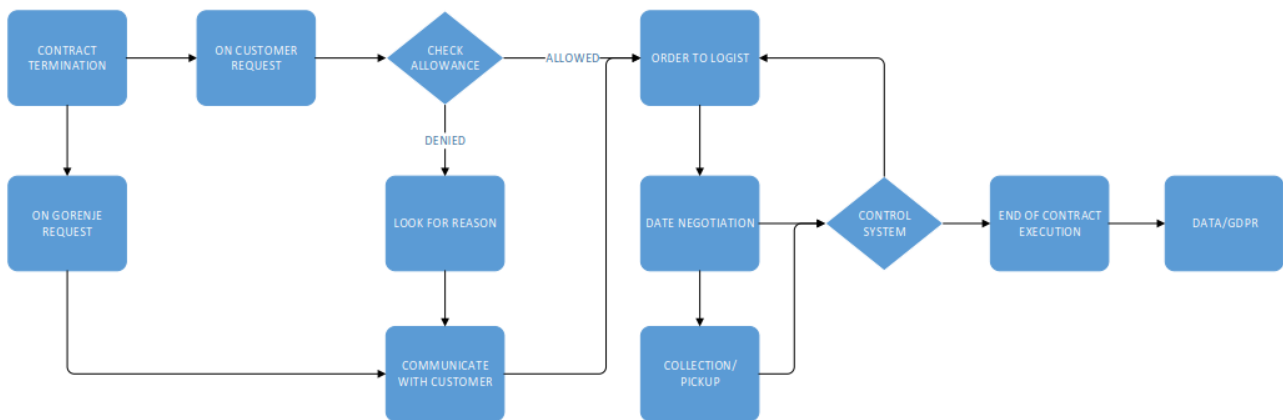 CONTRACT
TERMINATION
ON CUSTOMER
REQUEST
CHECK
ALLOWANCE
ALLOWED
ORDER TO LOGIST
DENIED
ON GORENJE
REQUEST
LOOK FOR REASON
DATE NEGOTIATION
CONTROL
SYSTEM
END OF CONTRACT
EXECUTION
DATA/GDPR
COMMUNICATE
WITH CUSTOMER
COLLECTION/
PICKUP